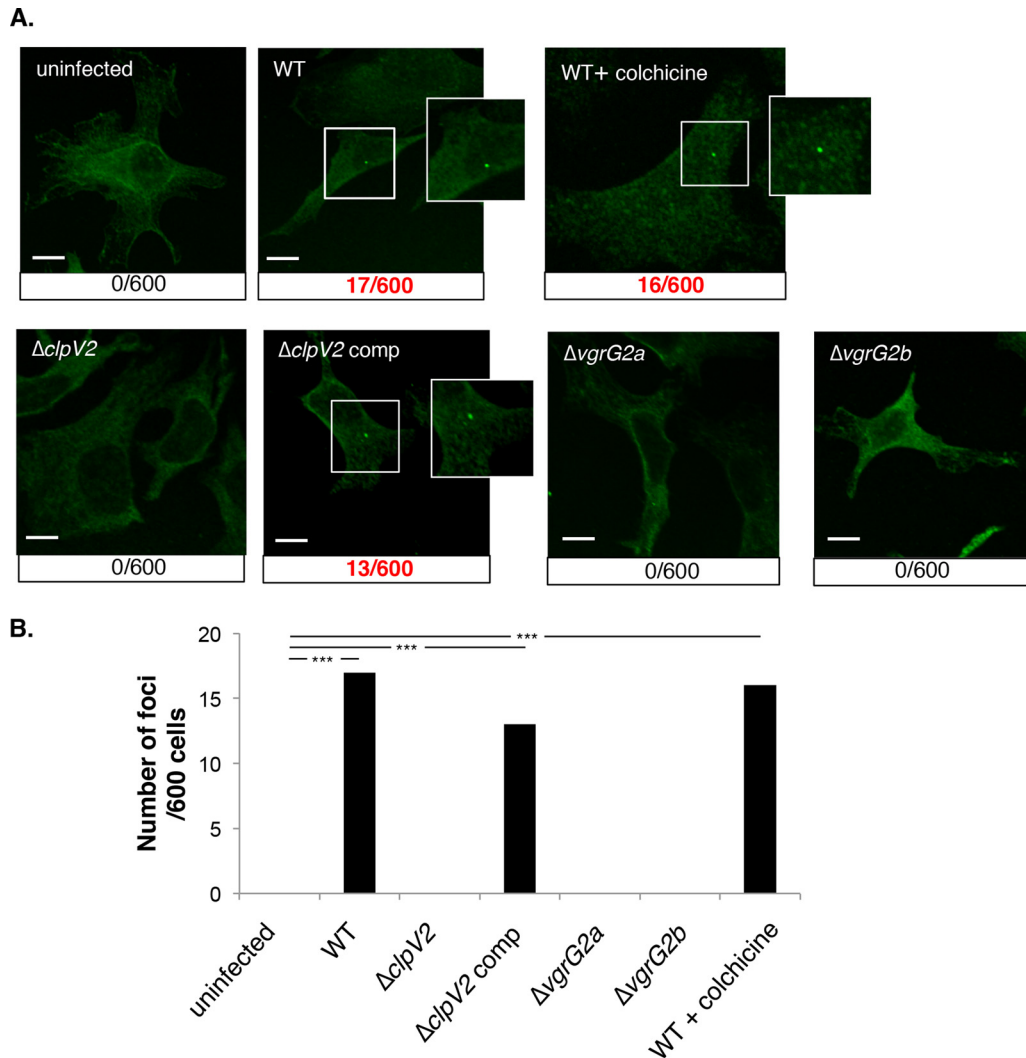 A.
uninfected
WT
WT+ colchicine
0/600
17/600
16/600
ΔclpV2
ΔclpV2 comp
ΔvgrG2a
ΔvgrG2b
0/600
13/600
0/600
0/600
B.
Number of foci
/600 cells
20
15
10
5
0
***
***
***
uninfected
WT
ΔclpV2
ΔclpV2 comp
ΔvgrG2a
ΔvgrG2b
WT + colchicine